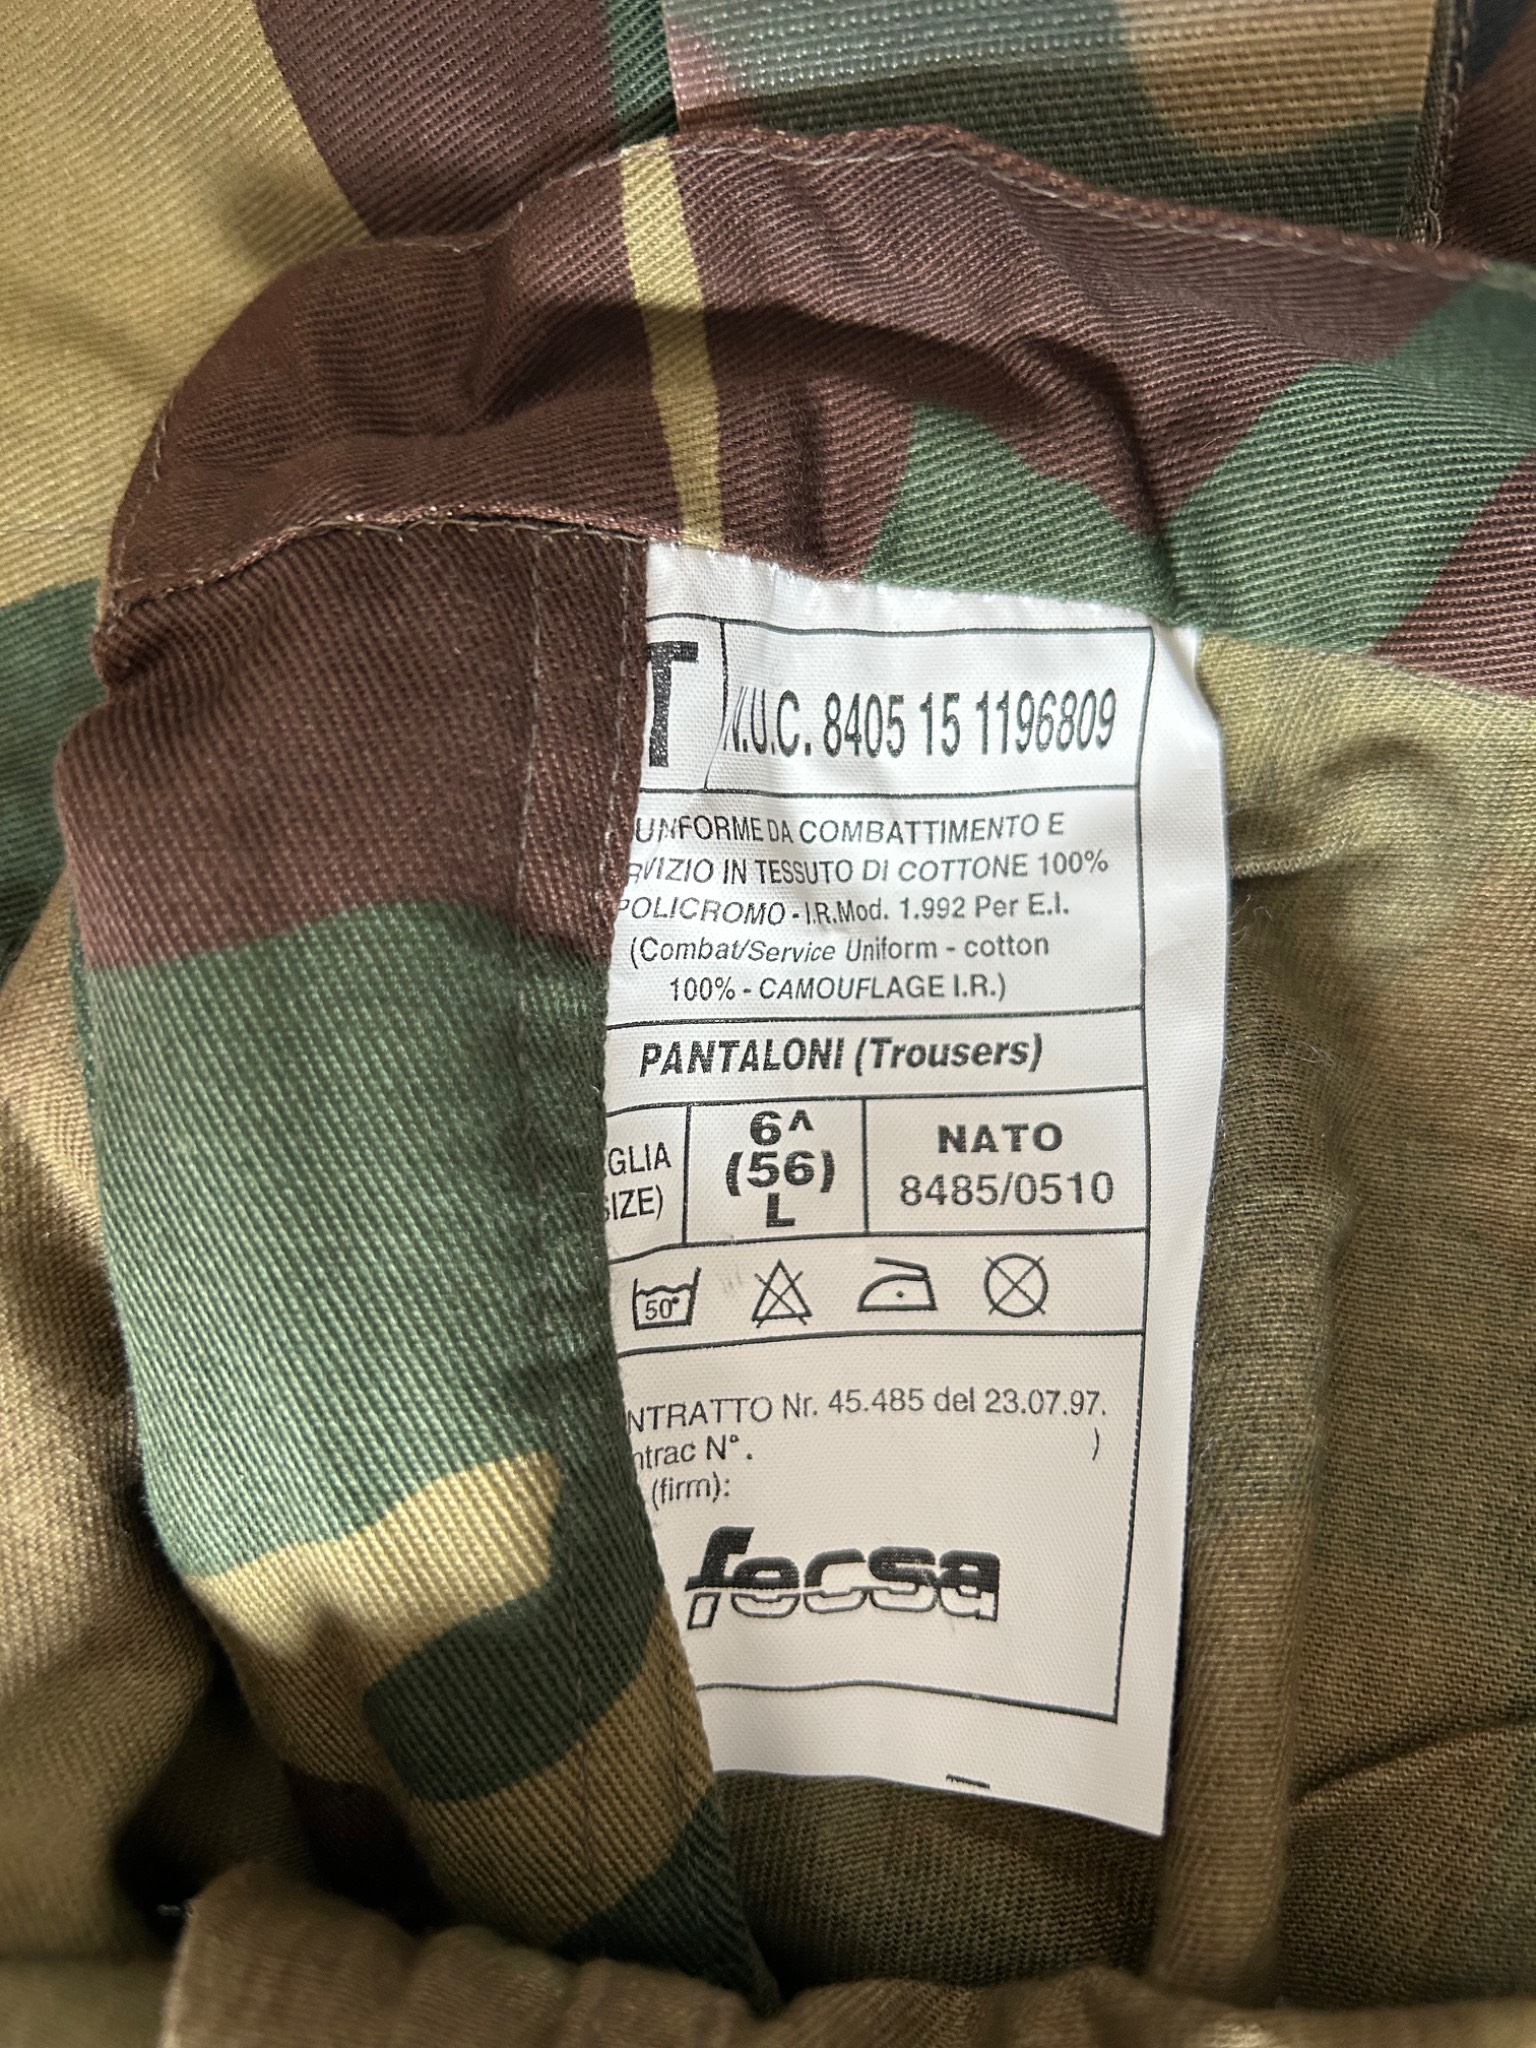 T N.U.C. 8405 15 1196809
UNFORME DA COMBATTIMENTO E
RVIZIO IN TESSUTO DI COTTONE 100%
POLICROMO - I.R.Mod. 1.992 Per E.I.
(Combat/Service Uniform - cotton
100% - CAMOUFLAGE I.R.)
PANTALONI (Trousers)
GLIA
SIZE)
6^
(56)
L
NATO
8485/0510
50°
NTRATTO Nr. 45.485 del 23.07.97.
ntrac N°. )
(firm):
fecsa